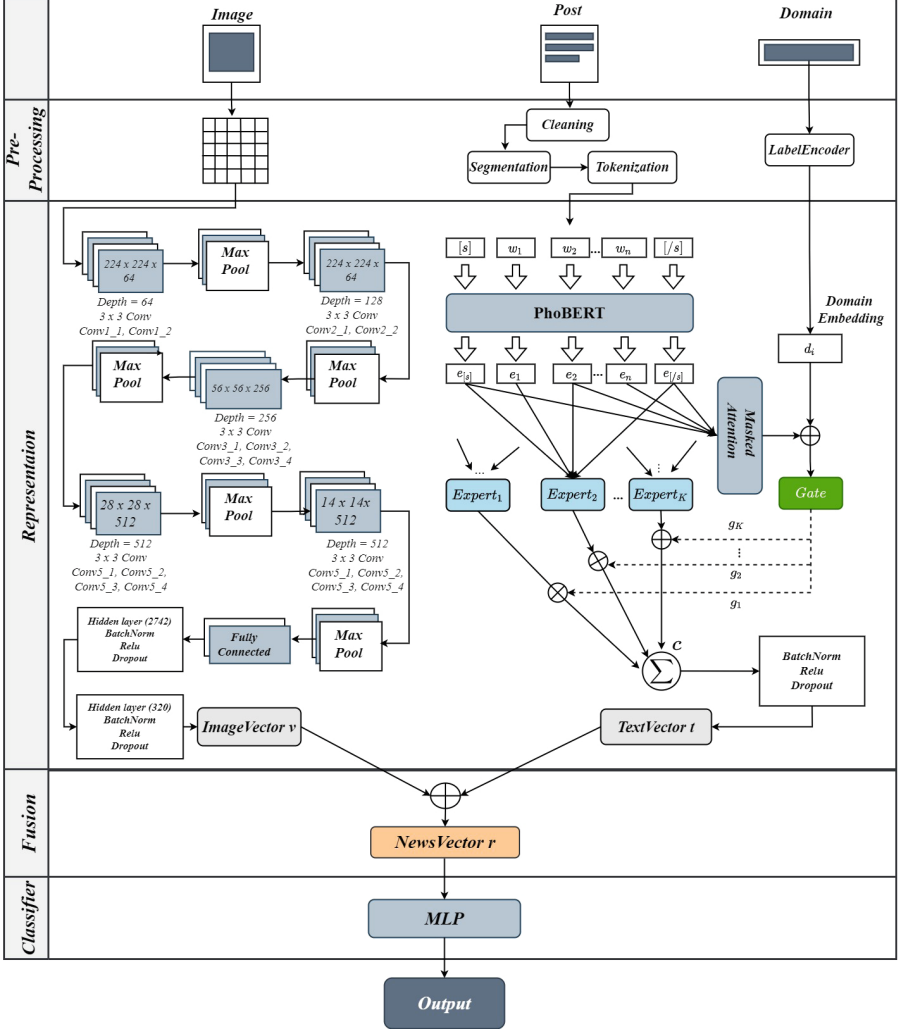 Image
Post
Domain
Pre-
Processing
Cleaning
Segmentation
Tokenization
LabelEncoder
Representaion
224 x 224 x
64
Depth = 64
3 x 3 Conv
Conv1_1, Conv1_2
Max
Pool
224 x 224 x
64
Depth = 128
3 x 3 Conv
Conv2_1, Conv2_2
Max
Pool
56 x 56 x 256
Depth = 256
3 x 3 Conv
Conv3_1, Conv3_2,
Conv3_3, Conv3_4
Max
Pool
28 x 28 x
512
Depth = 512
3 x 3 Conv
Conv5_1, Conv5_2,
Conv5_3, Conv5_4
Max
Pool
14 x 14x
512
Depth = 512
3 x 3 Conv
Conv5_1, Conv5_2,
Conv5_3, Conv5_4
Max
Pool
Fully
Connected
Hidden layer (2742)
BatchNorm
Relu
Dropout
Hidden layer (320)
BatchNorm
Relu
Dropout
ImageVector v
[s] w1 w2 ... wn [/s]
PhoBERT
e[s] e1 e2 ... en e[/s]
Masked
Attention
Domain
Embedding
di
Gate
... ⋮
Expert1 Expert2 ... ExpertK
gK
⋮
g2
g1
∑ c
BatchNorm
Relu
Dropout
TextVector t
Fusion
NewsVector r
Classifier
MLP
Output